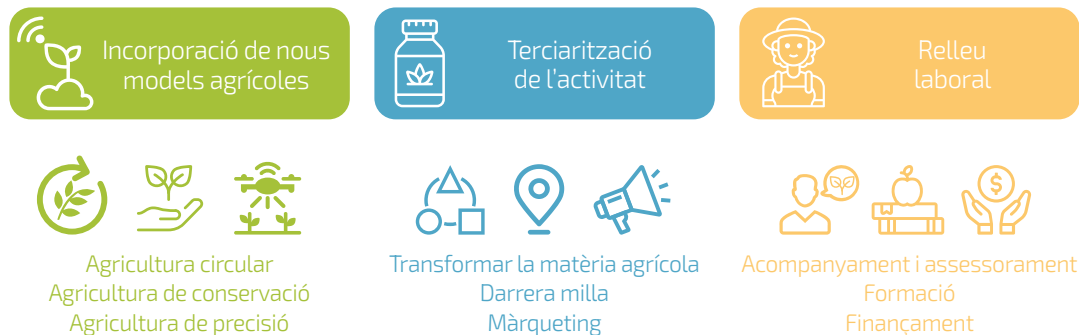 Incorporació de nous
models agrícoles
Terciarització
de l'activitat
Relleu
laboral
Agricultura circular
Agricultura de conservació
Agricultura de precisió
Transformar la matèria agrícola
Darrera milla
Màrqueting
Acompanyament i assessorament
Formació
Finançament